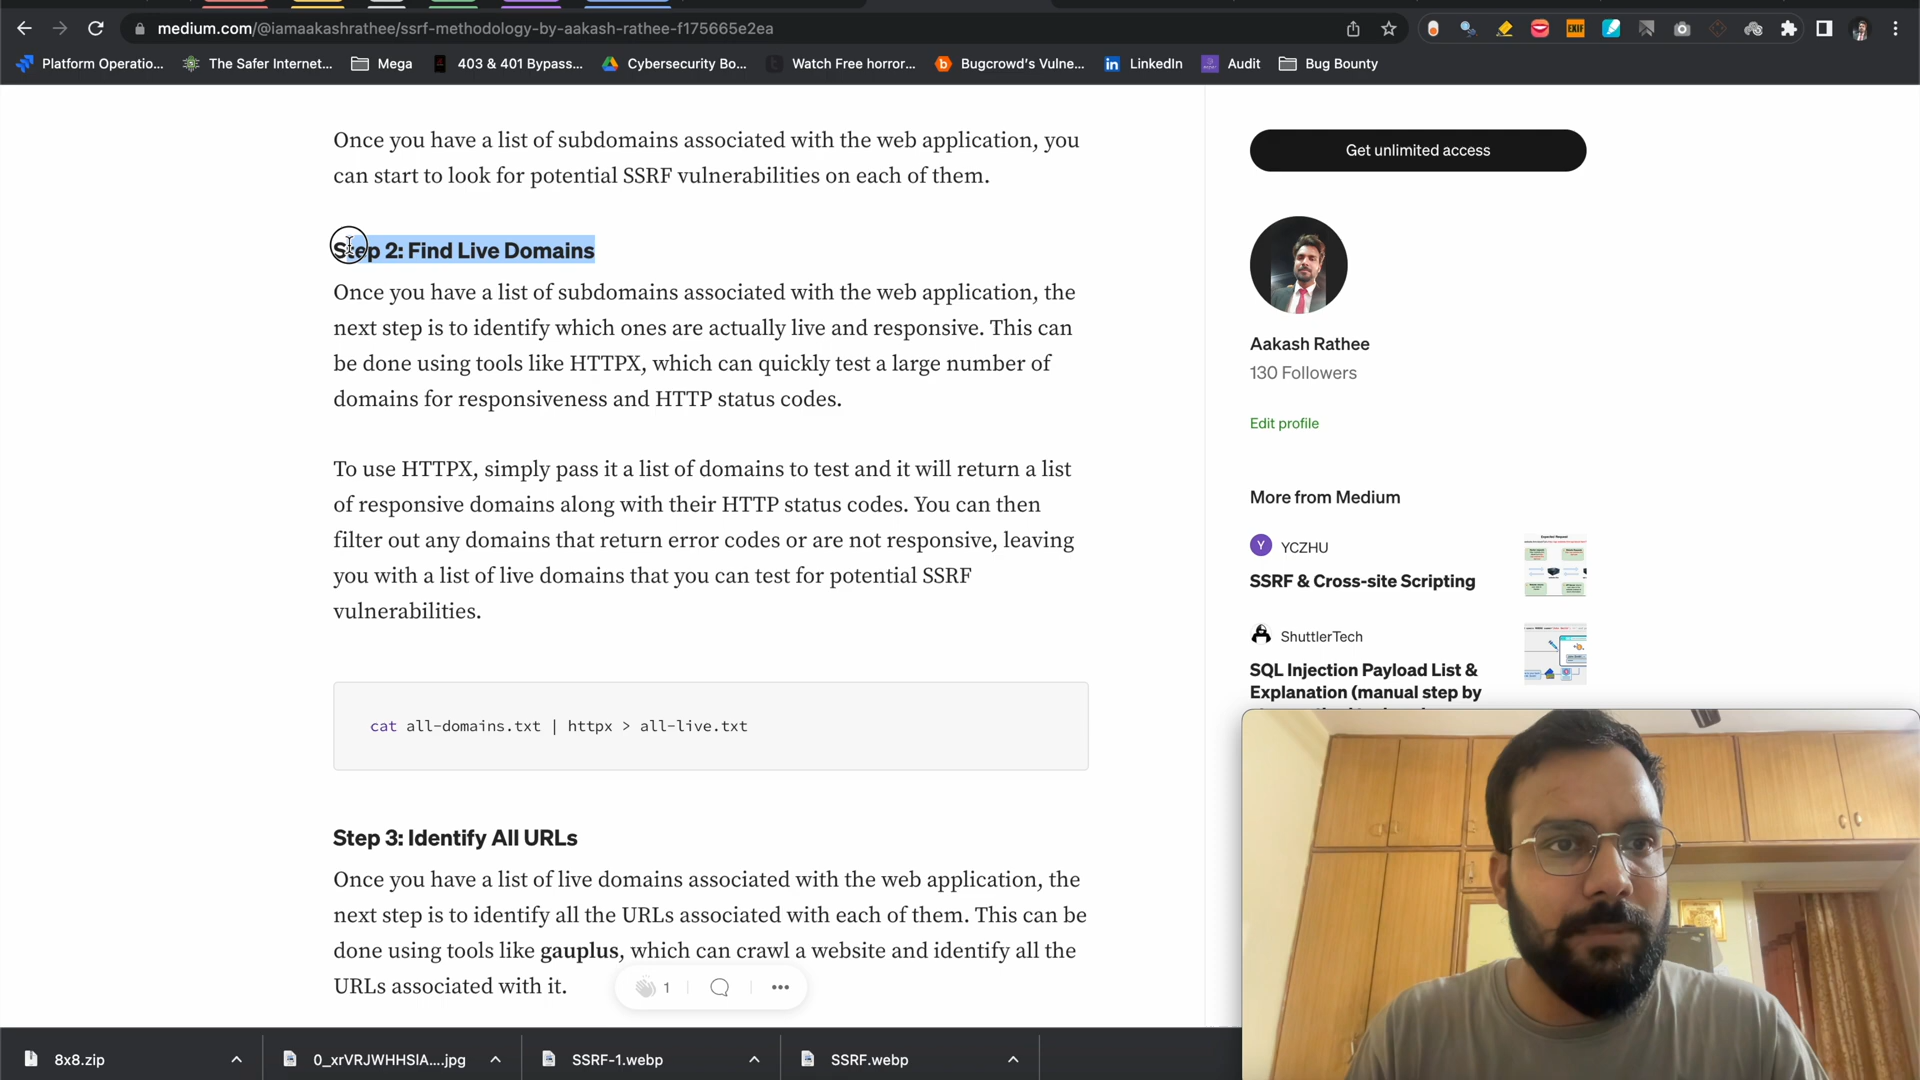 medium.com/@iamaakashrathee/ssrf-methodology-by-aakash-rathee-f175665e2ea
EXIF
Platform Operatio...
The Safer Internet...
Mega
403 & 401 Bypass...
Cybersecurity Bo...
Watch Free horror...
Bugcrowd's Vulne...
LinkedIn
Audit
Bug Bounty
Once you have a list of subdomains associated with the web application, you
can start to look for potential SSRF vulnerabilities on each of them.
Step 2: Find Live Domains
Once you have a list of subdomains associated with the web application, the
next step is to identify which ones are actually live and responsive. This can
be done using tools like HTTPX, which can quickly test a large number of
domains for responsiveness and HTTP status codes.
To use HTTPX, simply pass it a list of domains to test and it will return a list
of responsive domains along with their HTTP status codes. You can then
filter out any domains that return error codes or are not responsive, leaving
you with a list of live domains that you can test for potential SSRF
vulnerabilities.
cat all-domains.txt | httpx > all-live.txt
Step 3: Identify All URLs
Once you have a list of live domains associated with the web application, the
next step is to identify all the URLs associated with each of them. This can be
done using tools like gauplus, which can crawl a website and identify all the
URLs associated with it.
1
Get unlimited access
Aakash Rathee
130 Followers
Edit profile
More from Medium
Y
YCZHU
SSRF & Cross-site Scripting
ShuttlerTech
SQL Injection Payload List &
Explanation (manual step by
8x8.zip
0_xrVRJWHHSIA....jpg
SSRF-1.webp
SSRF.webp